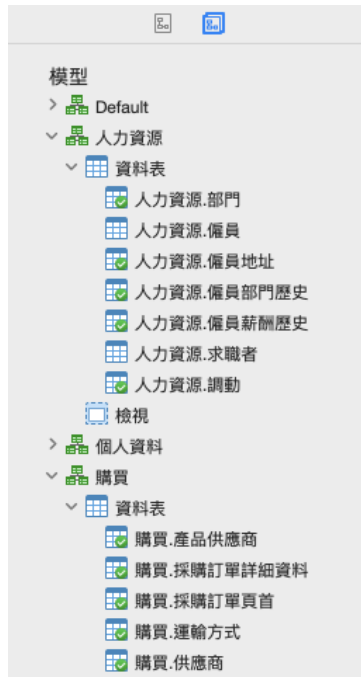 模型
Default
人力資源
資料表
人力資源.部門
人力資源.僱員
人力資源.僱員地址
人力資源.僱員部門歷史
人力資源.僱員薪酬歷史
人力資源.求職者
人力資源.調動
檢視
個人資料
購買
資料表
購買.產品供應商
購買.採購訂單詳細資料
購買.採購訂單頁首
購買.運輸方式
購買.供應商